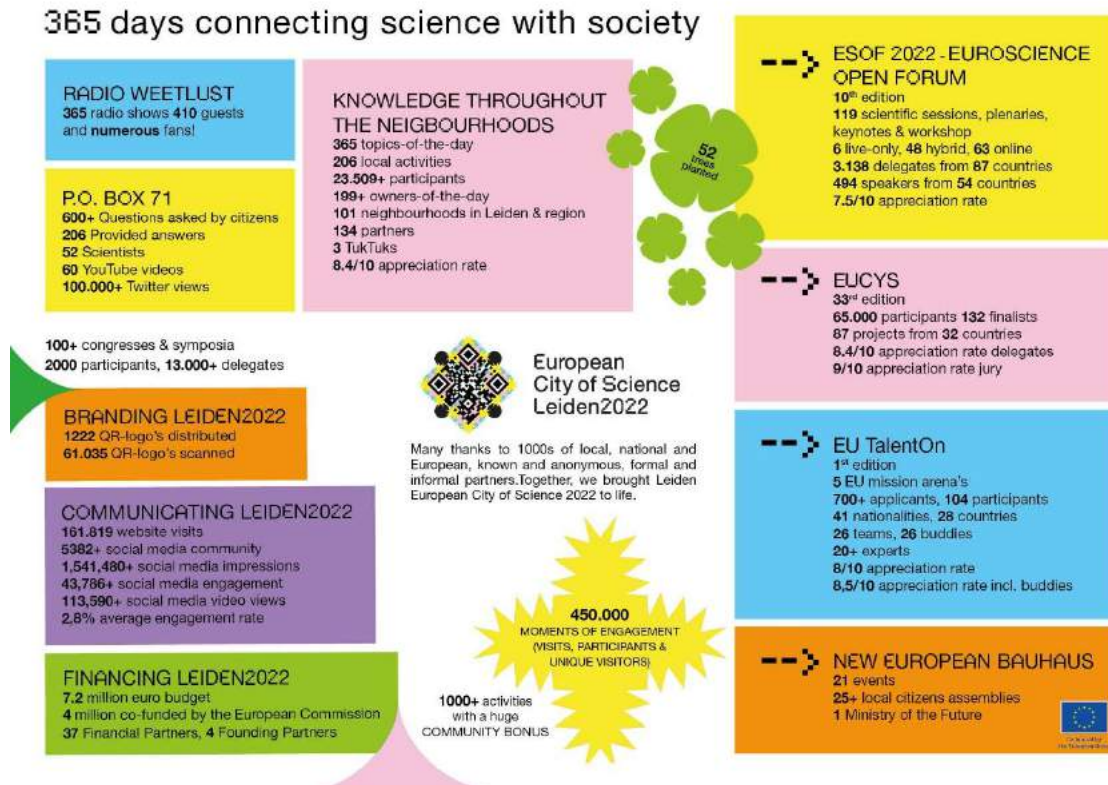 365 days connecting science with society
RADIO WEETLUST
365 radio shows 410 guests
and numerous fans!
P.O. BOX 71
600+ Questions asked by citizens
206 Provided answers
52 Scientists
60 YouTube videos
100.000+ Twitter views
KNOWLEDGE THROUGHOUT
THE NEIGBOURHOODS
365 topics-of-the-day
206 local activities
23.509+ participants
199+ owners-of-the-day
101 neighbourhoods in Leiden & region
134 partners
3 TukTuks
8.4/10 appreciation rate
52
trees
planted
100+ congresses & symposia
2000 participants, 13.000+ delegates
BRANDING LEIDEN2022
1222 QR-logo's distributed
61.035 QR-logo's scanned
COMMUNICATING LEIDEN2022
161.819 website visits
5382+ social media community
1,541,480+ social media impressions
43,786+ social media engagement
113,590+ social media video views
2,8% average engagement rate
FINANCING LEIDEN2022
7.2 million euro budget
4 million co-funded by the European Commission
37 Financial Partners, 4 Founding Partners
European
City of Science
Leiden2022
Many thanks to 1000s of local, national and
European, known and anonymous, formal and
informal partners.Together, we brought Leiden
European City of Science 2022 to life.
450.000
MOMENTS OF ENGAGEMENT
(VISITS, PARTICIPANTS &
UNIQUE VISITORS)
1000+ activities
with a huge
COMMUNITY BONUS
ESOF 2022 - EUROSCIENCE
OPEN FORUM
10th edition
119 scientific sessions, plenaries,
keynotes & workshop
6 live-only, 48 hybrid, 63 online
3.138 delegates from 87 countries
494 speakers from 54 countries
7.5/10 appreciation rate
EUCYS
33rd edition
65.000 participants 132 finalists
87 projects from 32 countries
8.4/10 appreciation rate delegates
9/10 appreciation rate jury
EU TalentOn
1st edition
5 EU mission arena's
700+ applicants, 104 participants
41 nationalities, 28 countries
26 teams, 26 buddies
20+ experts
8/10 appreciation rate
8,5/10 appreciation rate incl. buddies
NEW EUROPEAN BAUHAUS
21 events
25+ local citizens assemblies
1 Ministry of the Future